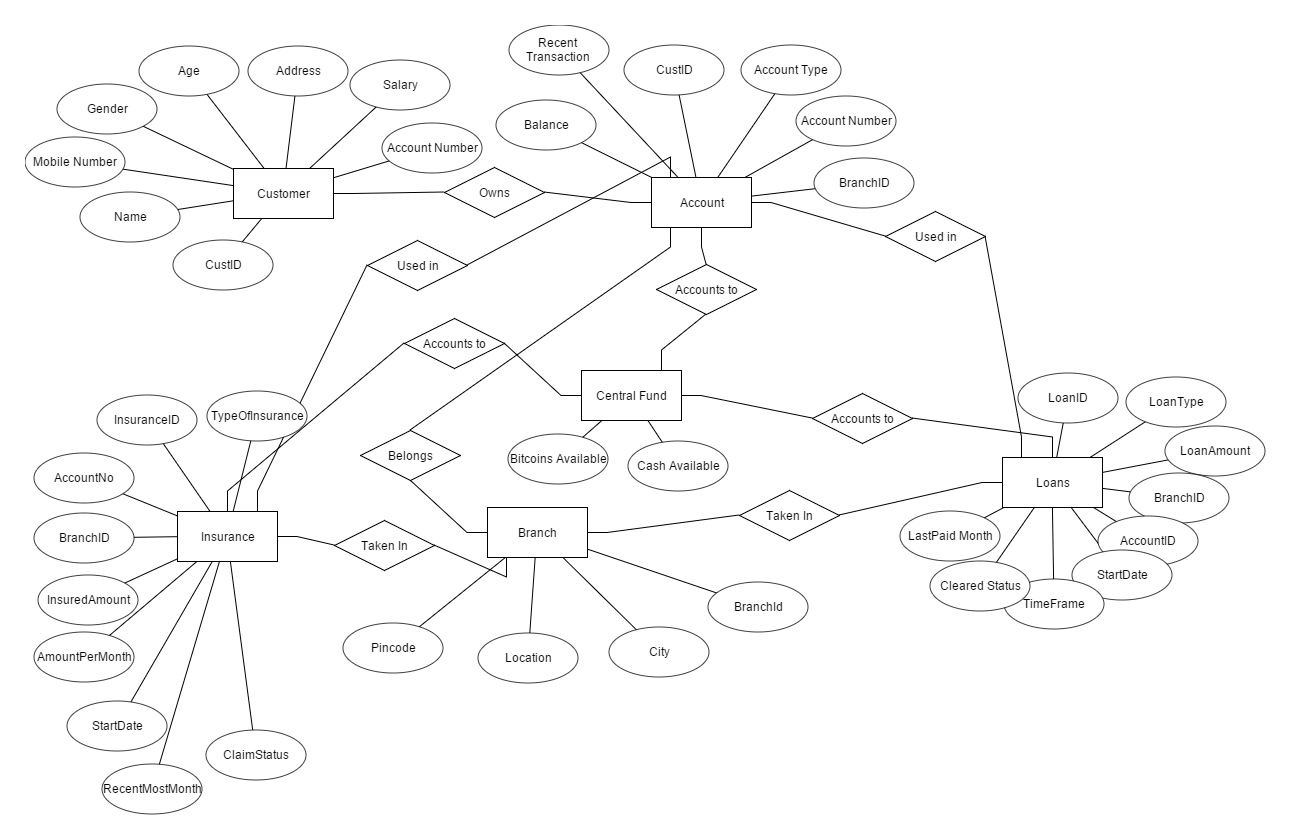 Recent
Transaction
Age
Address
CustID
Account Type
Salary
Gender
Account Number
Balance
Account Number
Mobile Number
BranchID
Customer
Owns
Account
Name
Used in
CustID
Used in
Accounts to
Accounts to
Central Fund
LoanID
LoanType
InsuranceID
TypeOfInsurance
Accounts to
LoanAmount
Belongs
Bitcoins Available
Cash Available
AccountNo
Loans
BranchID
Taken In
Branch
Insurance
BranchID
LastPaid Month
AccountID
Taken In
StartDate
Cleared Status
InsuredAmount
TimeFrame
BranchId
Pincode
City
AmountPerMonth
Location
StartDate
ClaimStatus
RecentMostMonth